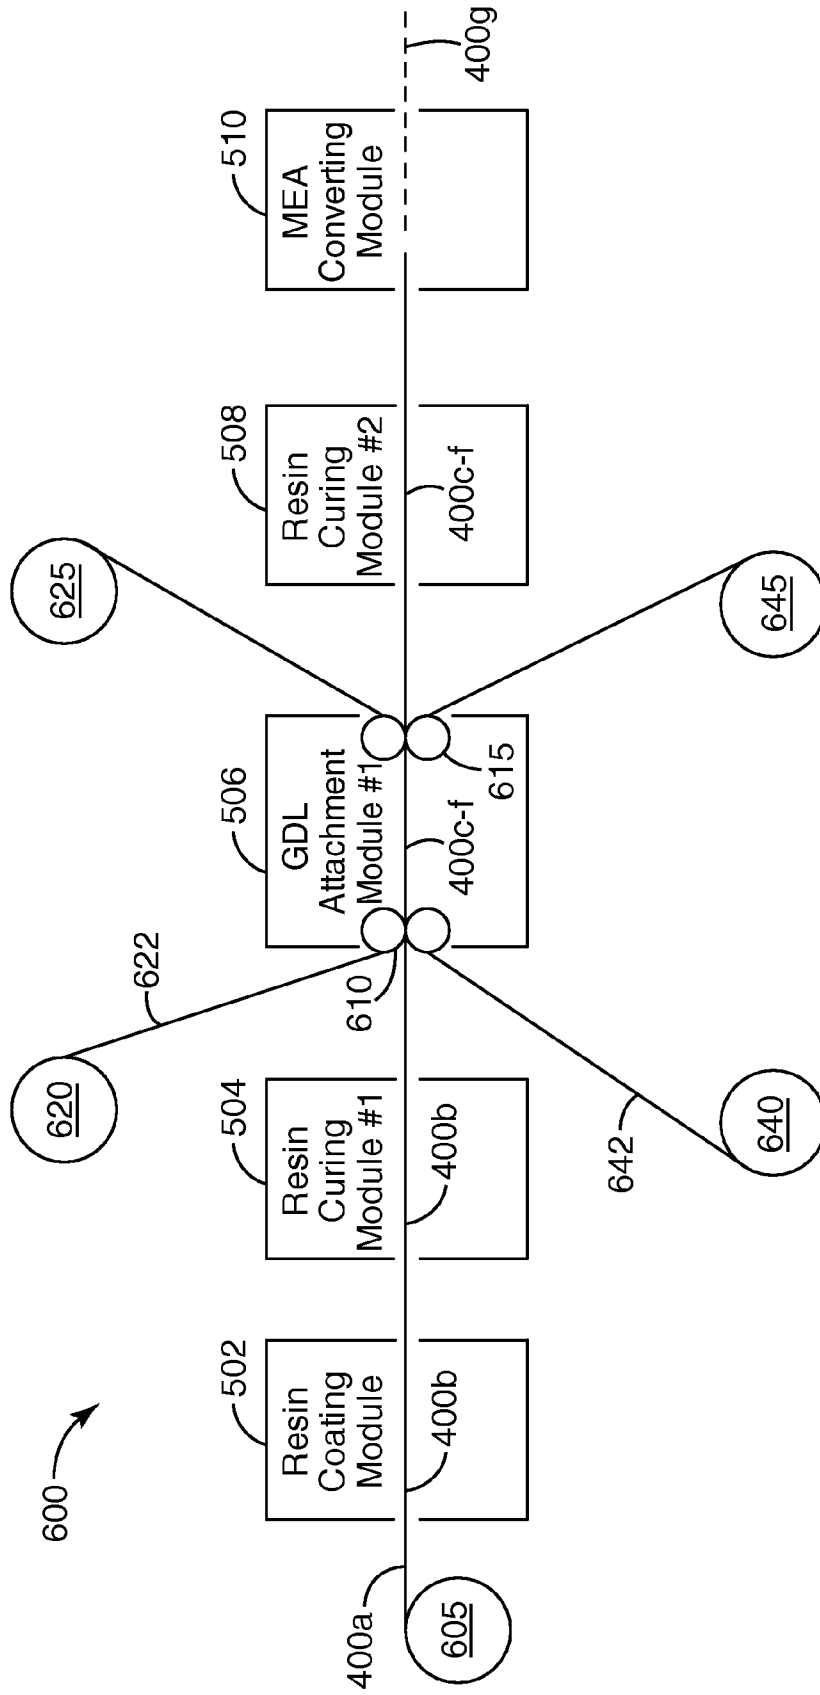 600
502
504
506
508
510
Resin
Coating
Module
Resin
Curing
Module #1
GDL
Attachment
Module #1
Resin
Curing
Module #2
MEA
Converting
Module
620
622
625
400a
605
400b
400b
610
400c-f
615
400c-f
400g
642
640
645